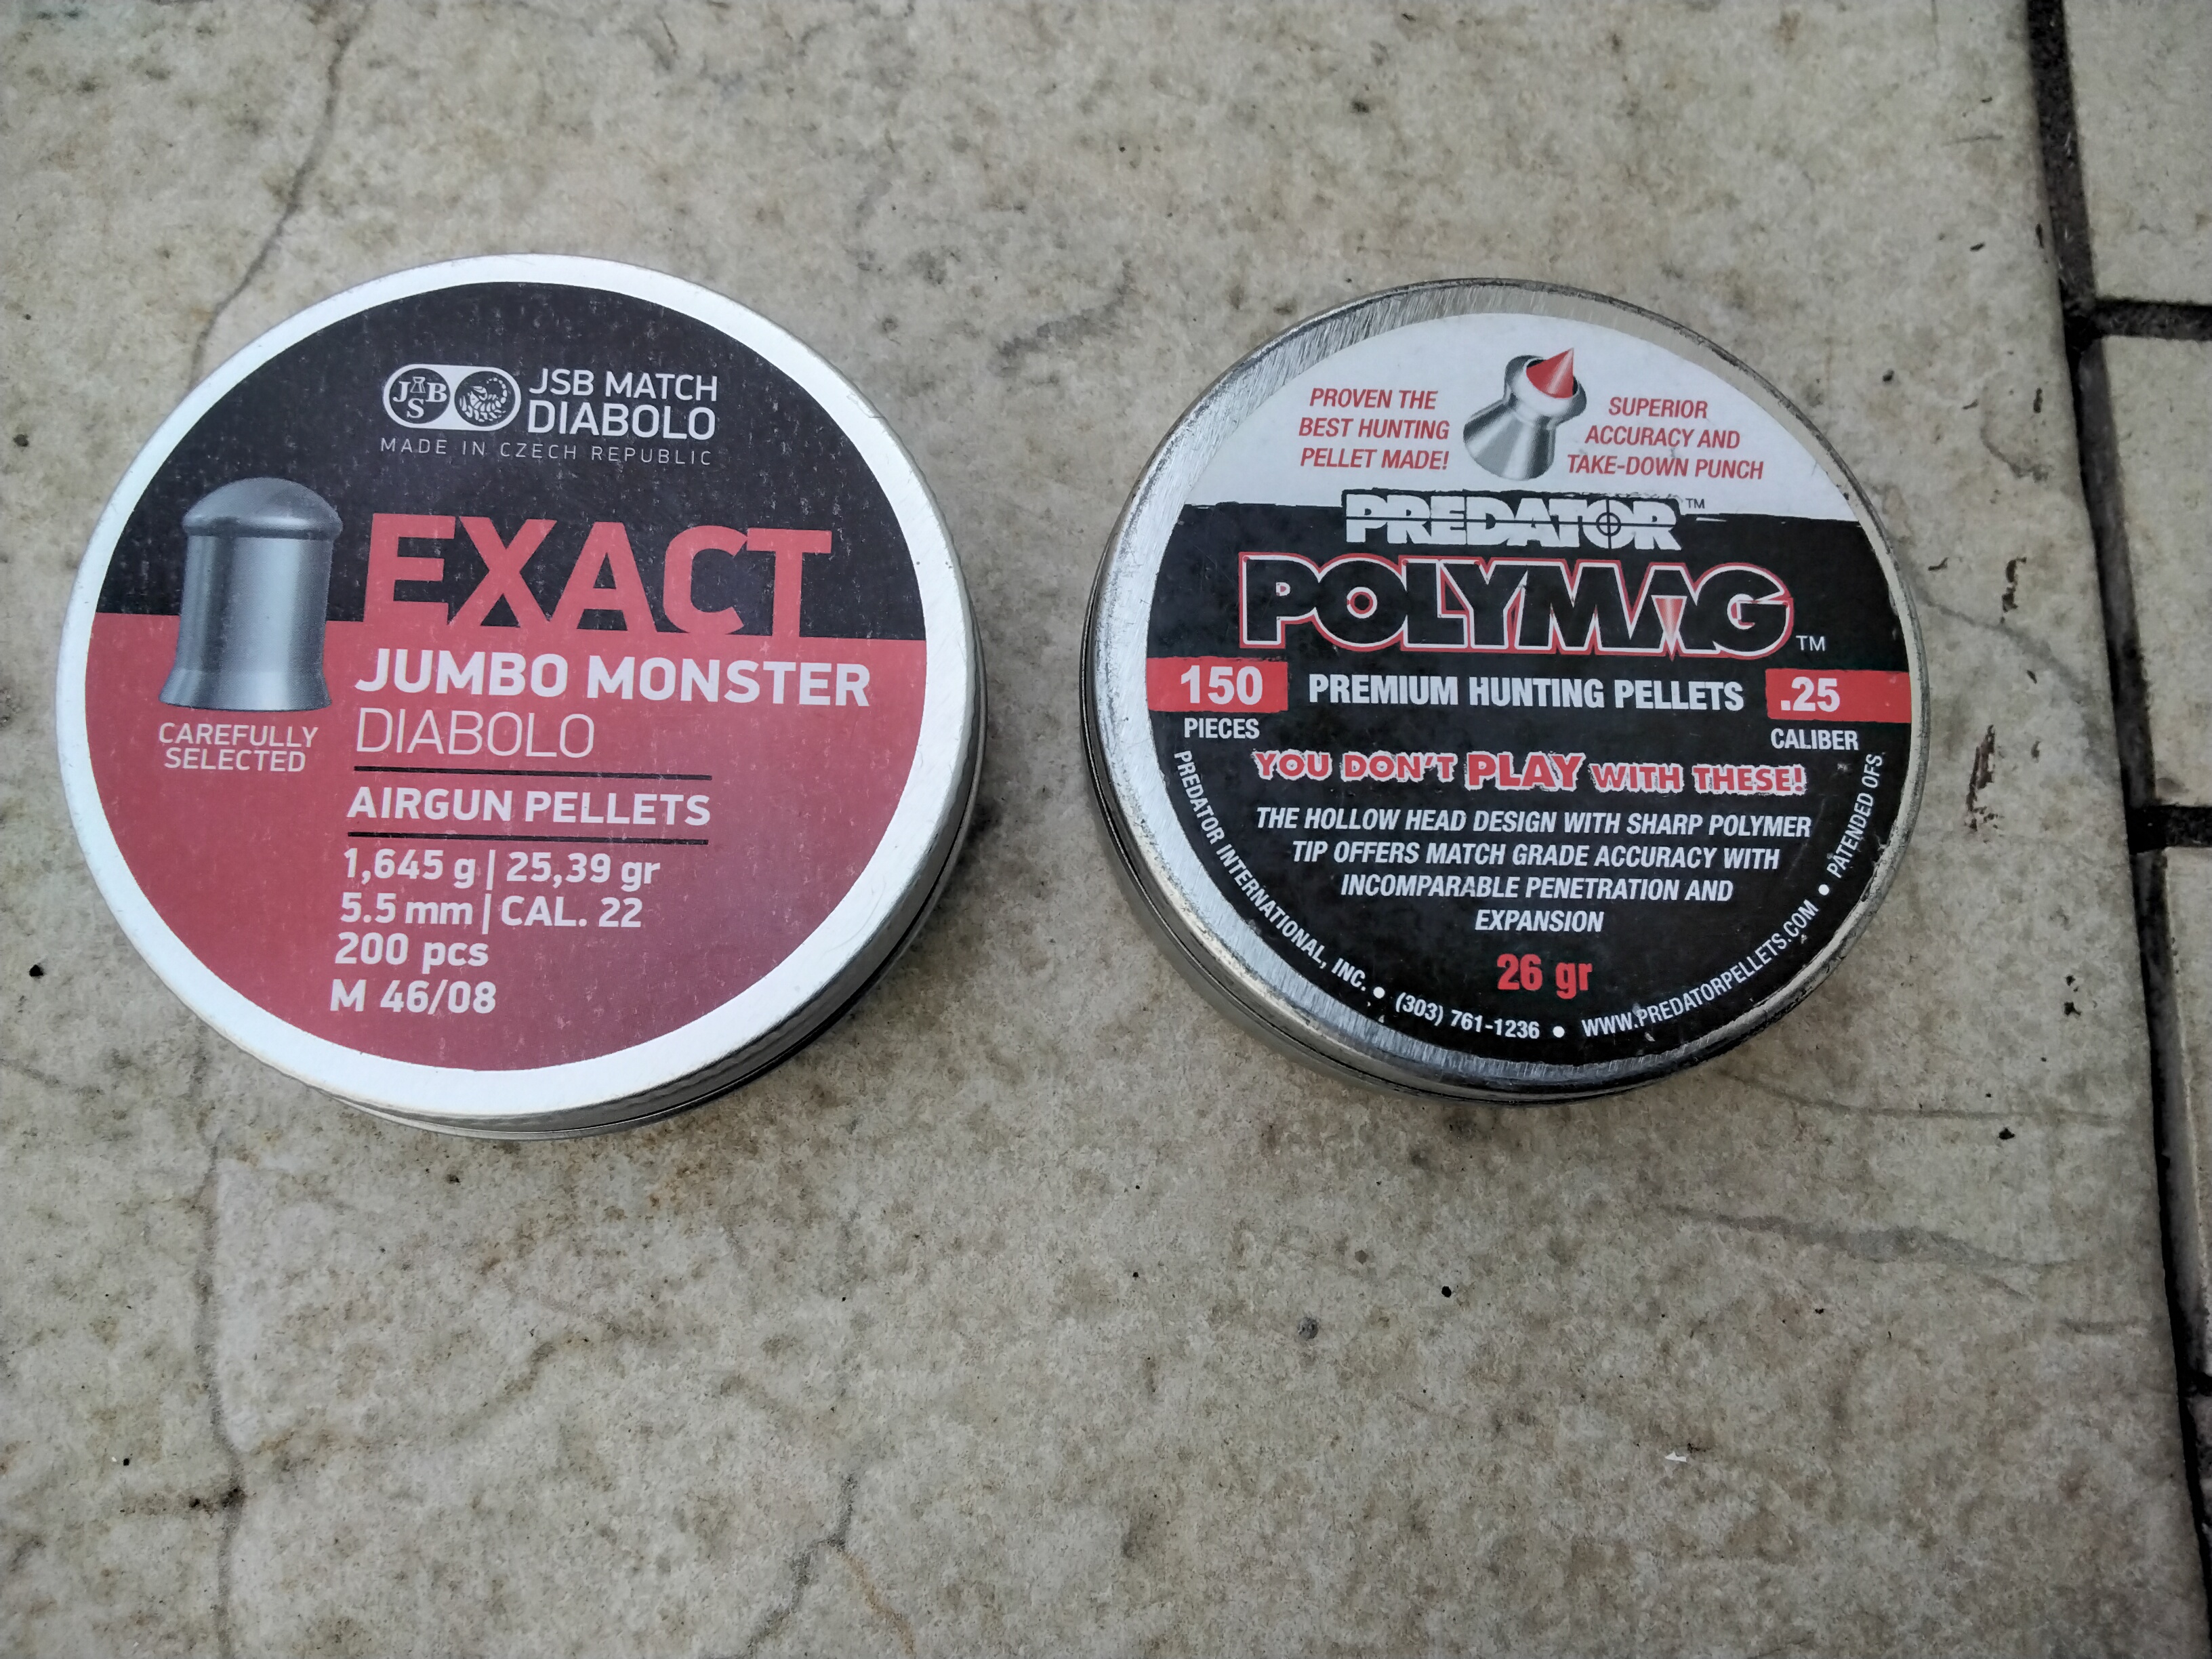 JSB
JSB MATCH
DIABOLO
MADE IN CZECH REPUBLIC
EXACT
JUMBO MONSTER
DIABOLO
CAREFULLY
SELECTED
AIRGUN PELLETS
1,645 g | 25,39 gr
5.5 mm | CAL. 22
200 pcs
M 46/08
PROVEN THE
BEST HUNTING
PELLET MADE!
SUPERIOR
ACCURACY AND
TAKE-DOWN PUNCH
PREDATOR™
POLYMAG™
150
PIECES
PREMIUM HUNTING PELLETS
.25
CALIBER
YOU DON'T PLAY WITH THESE!
THE HOLLOW HEAD DESIGN WITH SHARP POLYMER
TIP OFFERS MATCH GRADE ACCURACY WITH
INCOMPARABLE PENETRATION AND
EXPANSION
26 gr
PREDATOR INTERNATIONAL, INC. • (303) 761-1236 • WWW.PREDATORPELLETS.COM • PATENDED OFS